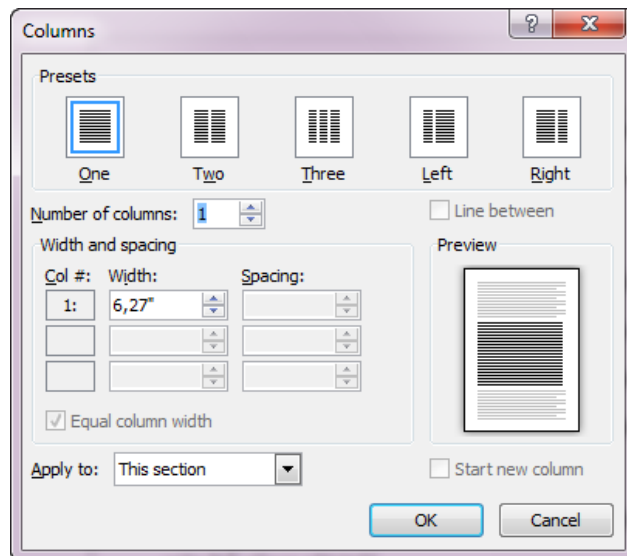 Columns
?
Presets
One Two Three Left Right
Number of columns: 1 Line between
Width and spacing Preview
Col #: Width: Spacing:
1: 6,27"
Equal column width
Apply to: This section Start new column
OK Cancel